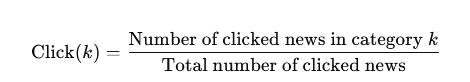 Click(k) = Number of clicked news in category k
Total number of clicked news